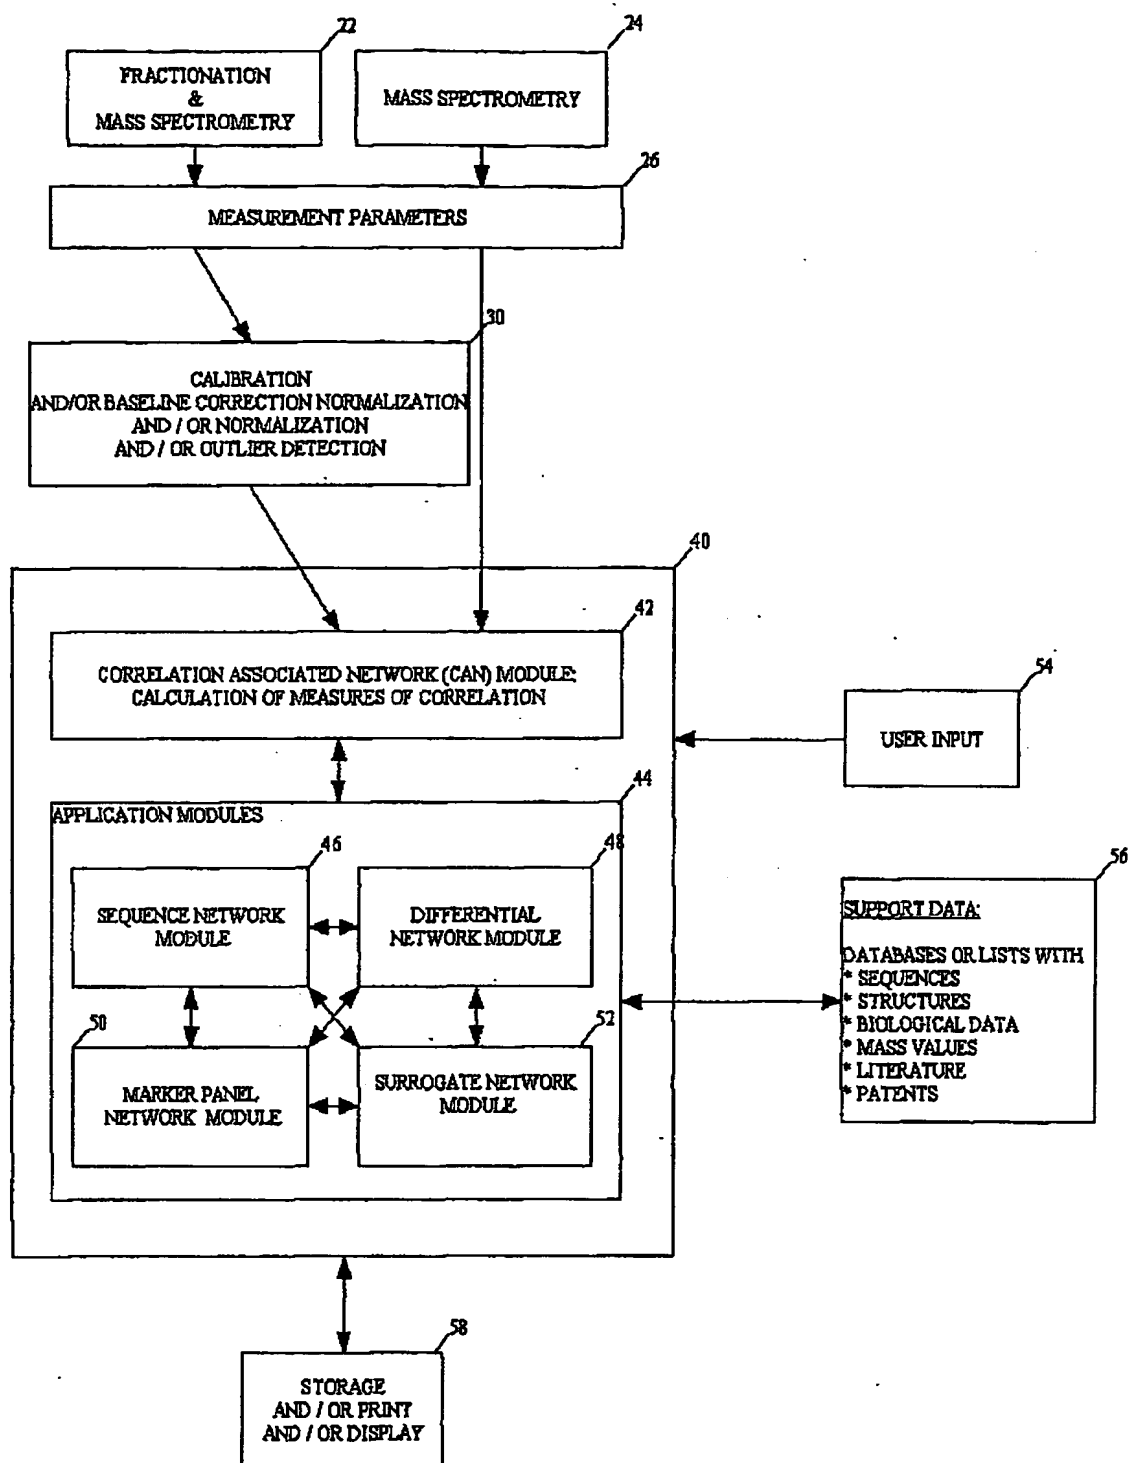 22
24
FRACTIONATION
&
MASS SPECTROMETRY
MASS SPECTROMETRY
26
MEASUREMENT PARAMETERS
30
CALIBRATION
AND/OR BASELINE CORRECTION NORMALIZATION
AND / OR NORMALIZATION
AND / OR OUTLIER DETECTION
40
42
CORRELATION ASSOCIATED NETWORK (CAN) MODULE:
CALCULATION OF MEASURES OF CORRELATION
54
USER INPUT
44
APPLICATION MODULES
46
48
SEQUENCE NETWORK
MODULE
DIFFERENTIAL
NETWORK MODULE
56
SUPPORT DATA:
DATABASES OR LISTS WITH
* SEQUENCES
* STRUCTURES
* BIOLOGICAL DATA
* MASS VALUES
* LITERATURE
* PATENTS
50
52
MARKER PANEL
NETWORK MODULE
SURROGATE NETWORK
MODULE
58
STORAGE
AND / OR PRINT
AND / OR DISPLAY